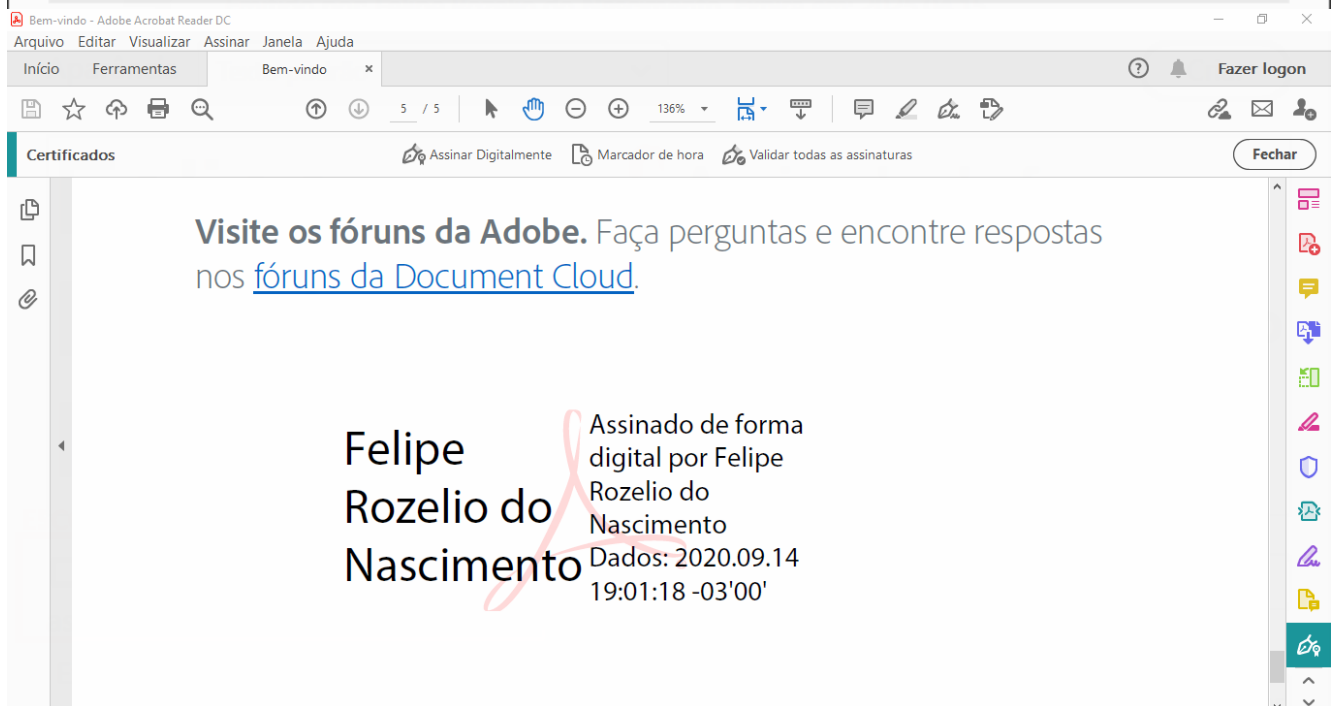 Bem-vindo - Adobe Acrobat Reader DC
Arquivo Editar Visualizar Assinar Janela Ajuda
Início Ferramentas Bem-vindo × Fazer logon
5 / 5 136%
Certificados Assinar Digitalmente Marcador de hora Validar todas as assinaturas Fechar
Visite os fóruns da Adobe. Faça perguntas e encontre respostas
nos fóruns da Document Cloud.
Felipe
Rozelio do
Nascimento
Assinado de forma
digital por Felipe
Rozelio do
Nascimento
Dados: 2020.09.14
19:01:18 -03'00'